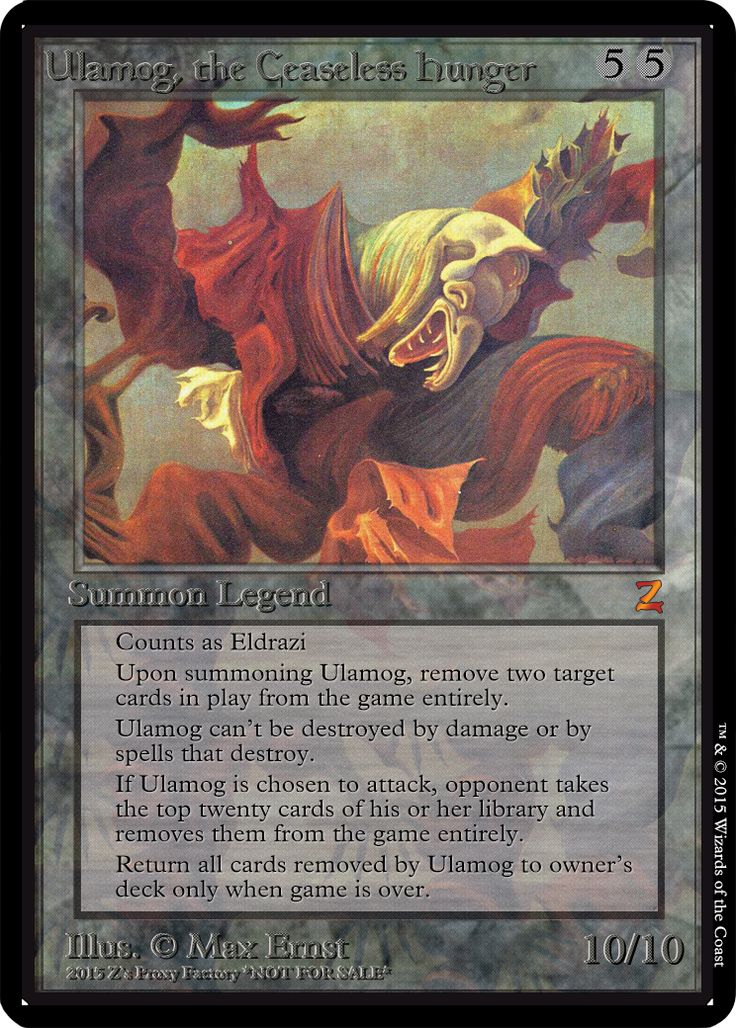 Ulamog, the Ceaseless Hunger 5 5
Summon Legend Z
Counts as Eldrazi
Upon summoning Ulamog, remove two target
cards in play from the game entirely.
Ulamog can't be destroyed by damage or by
spells that destroy.
If Ulamog is chosen to attack, opponent takes
the top twenty cards of his or her library and
removes them from the game entirely.
Return all cards removed by Ulamog to owner's
deck only when game is over.
Illus. © Max Ernst
10/10
2015 Z's Proxy Factory *NOT FOR SALE*
™ & © 2015 Wizards of the Coast